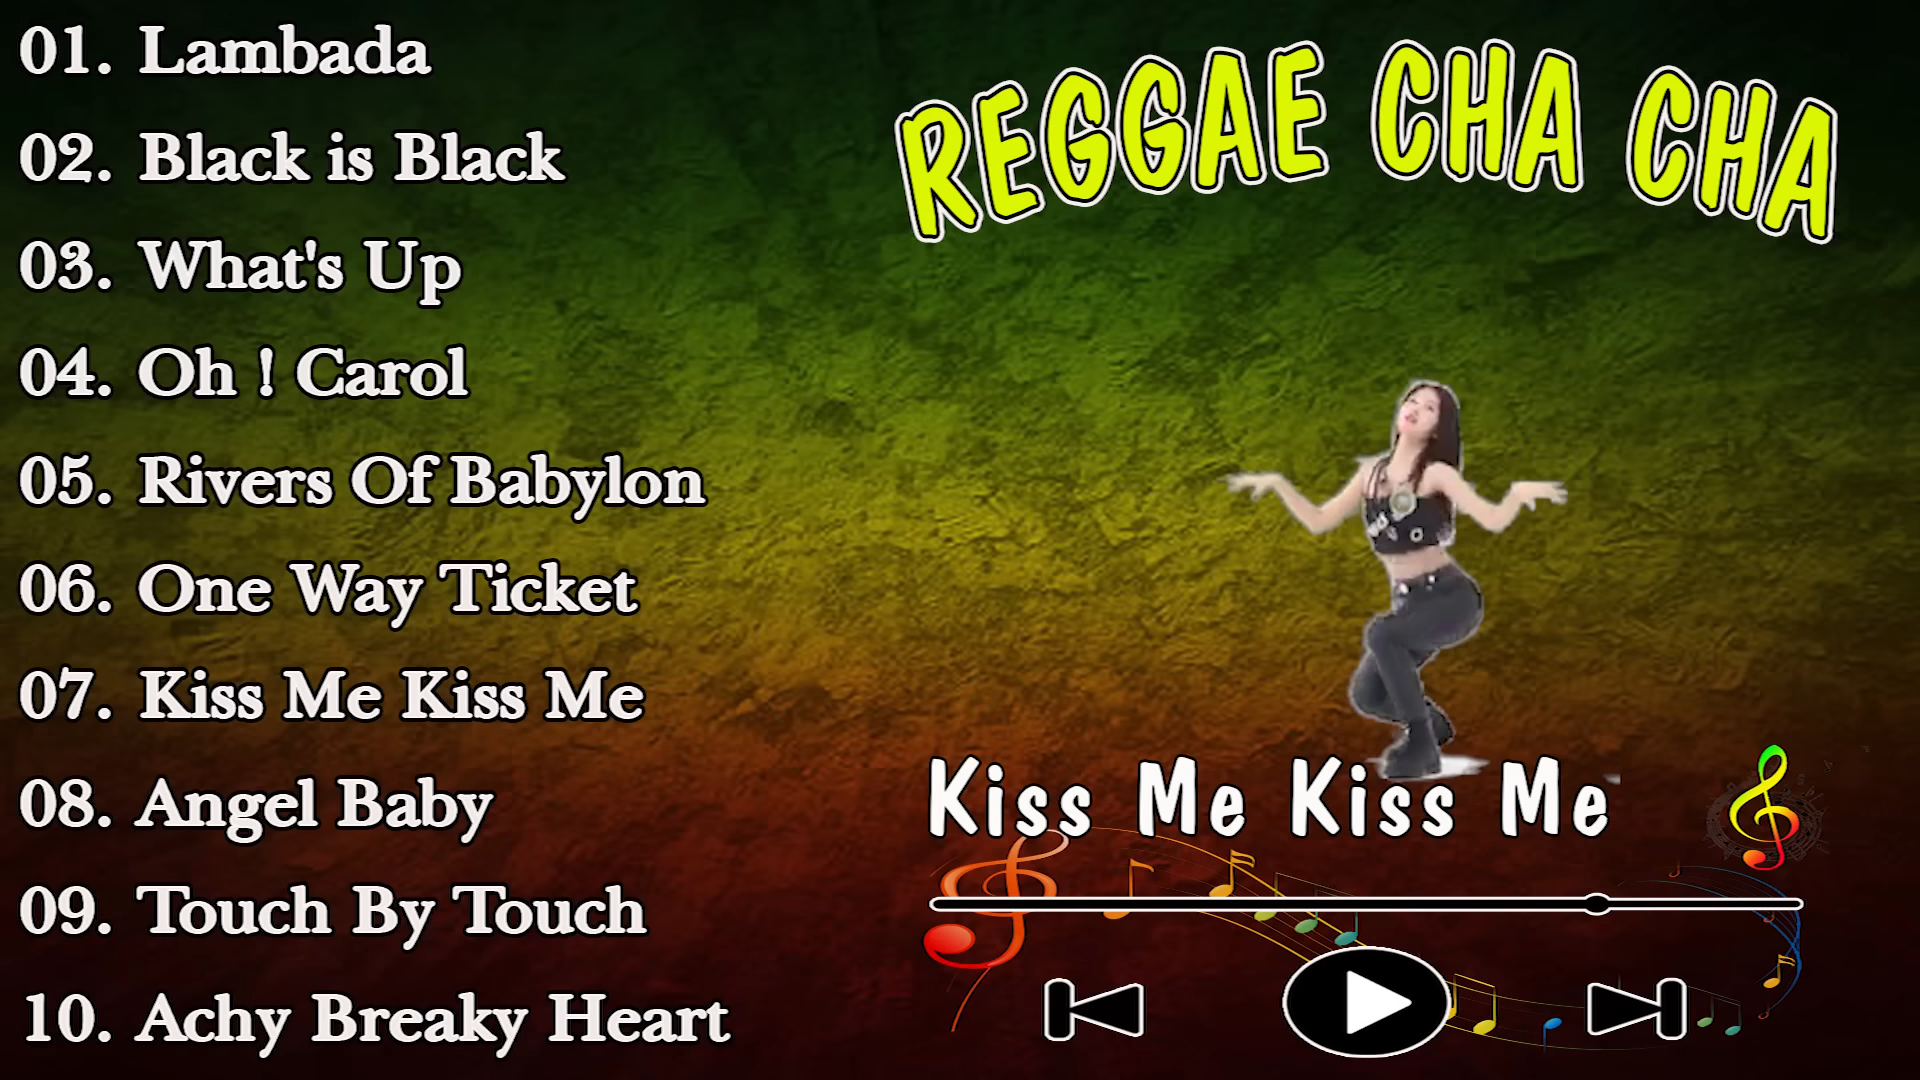 01. Lambada
02. Black is Black
03. What's Up
04. Oh ! Carol
05. Rivers Of Babylon
06. One Way Ticket
07. Kiss Me Kiss Me
08. Angel Baby
09. Touch By Touch
10. Achy Breaky Heart
REGGAE CHA CHA
Kiss Me Kiss Me